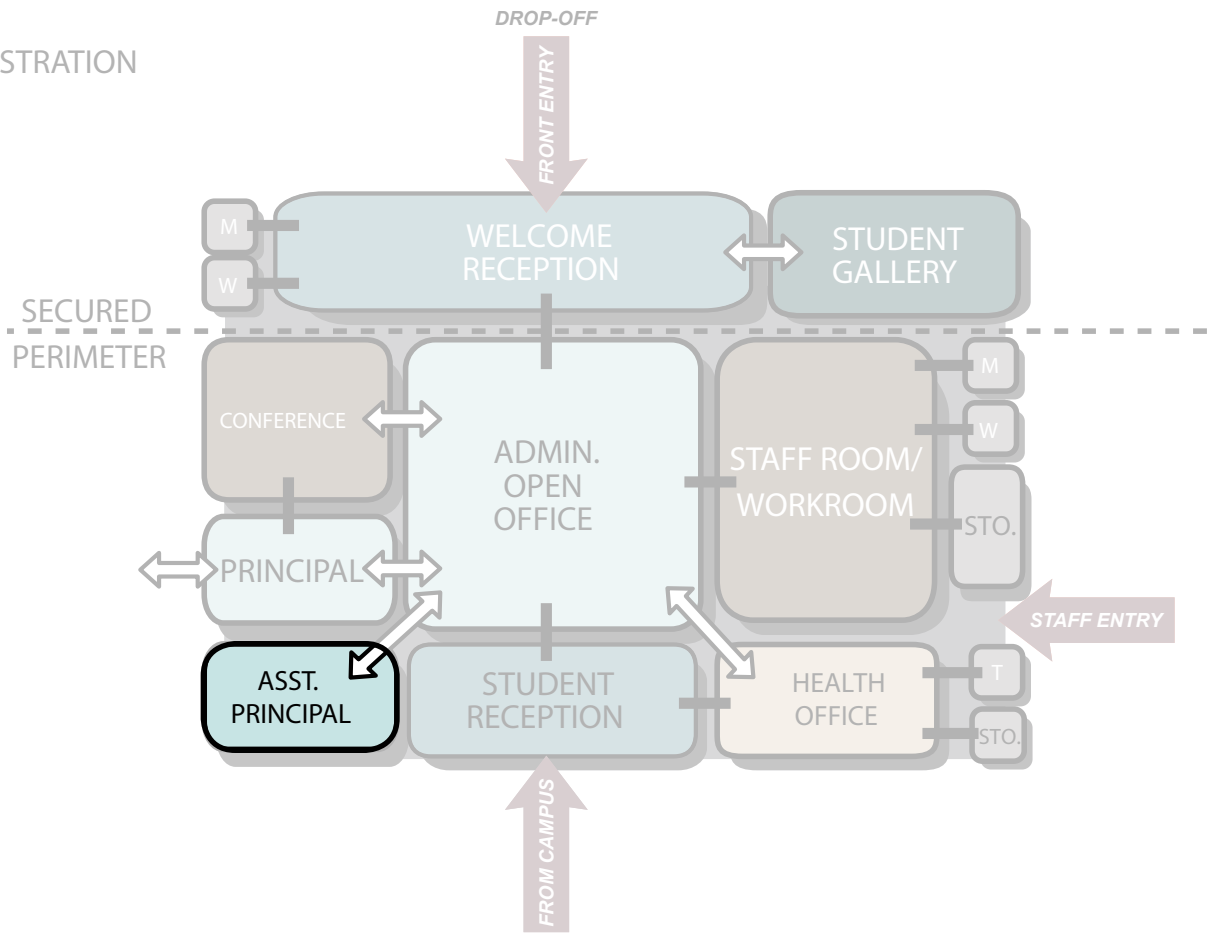 DROP-OFF
STRATION
FRONT ENTRY
M
WELCOME
RECEPTION
STUDENT
GALLERY
W
SECURED
PERIMETER
M
CONFERENCE
W
ADMIN.
OPEN
OFFICE
STAFF ROOM/
WORKROOM
STO.
PRINCIPAL
STAFF ENTRY
ASST.
PRINCIPAL
STUDENT
RECEPTION
HEALTH
OFFICE
T
STO.
FROM CAMPUS